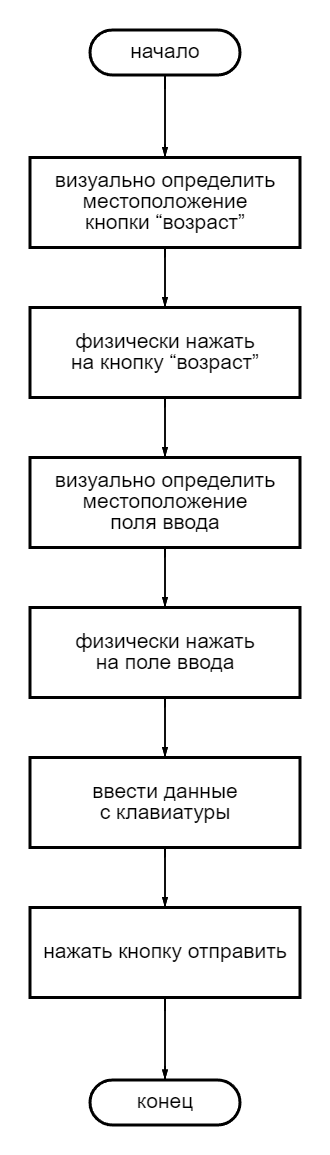 начало
визуально определить
местоположение
кнопки “возраст”
физически нажать
на кнопку “возраст”
визуально определить
местоположение
поля ввода
физически нажать
на поле ввода
ввести данные
с клавиатуры
нажать кнопку отправить
конец